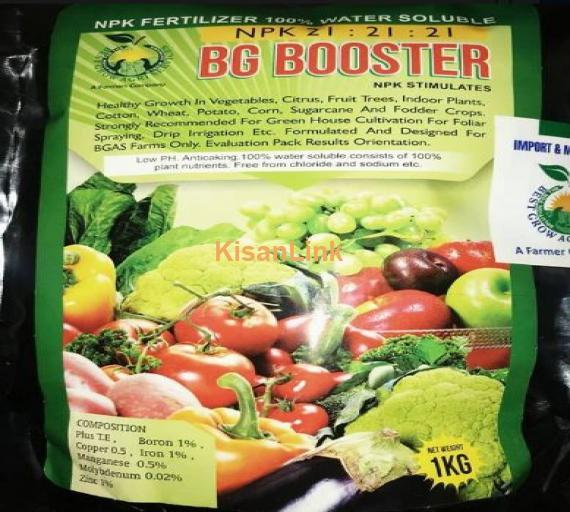 NPK FERTILIZER 100% WATER SOLUBLE
NPK 21 : 21 : 21
BG BOOSTER
NPK STIMULATES
A Farmers Company
Healthy Growth In Vegetables, Citrus, Fruit Trees, Indoor Plants,
Cotton, Wheat, Potato, Corn, Sugarcane And Fodder Crops.
Strongly Recommended For Green House Cultivation For Foliar
Spraying, Drip Irrigation Etc. Formulated And Designed For
BGAS Farms Only. Evaluation Pack Results Orientation.
Low PH. Anticaking.100% water soluble.consists of 100%
plant nutrients. Free from chloride and sodium etc.
IMPORT & M
BEST GROW AG
A Farmer
KisanLink
COMPOSITION
Plus T.E , Boron 1% ,
Copper 0.5 , Iron 1% ,
Manganese 0.5%
Molybdenum 0.02%
Zinc 1%
NET WEIGHT
1KG